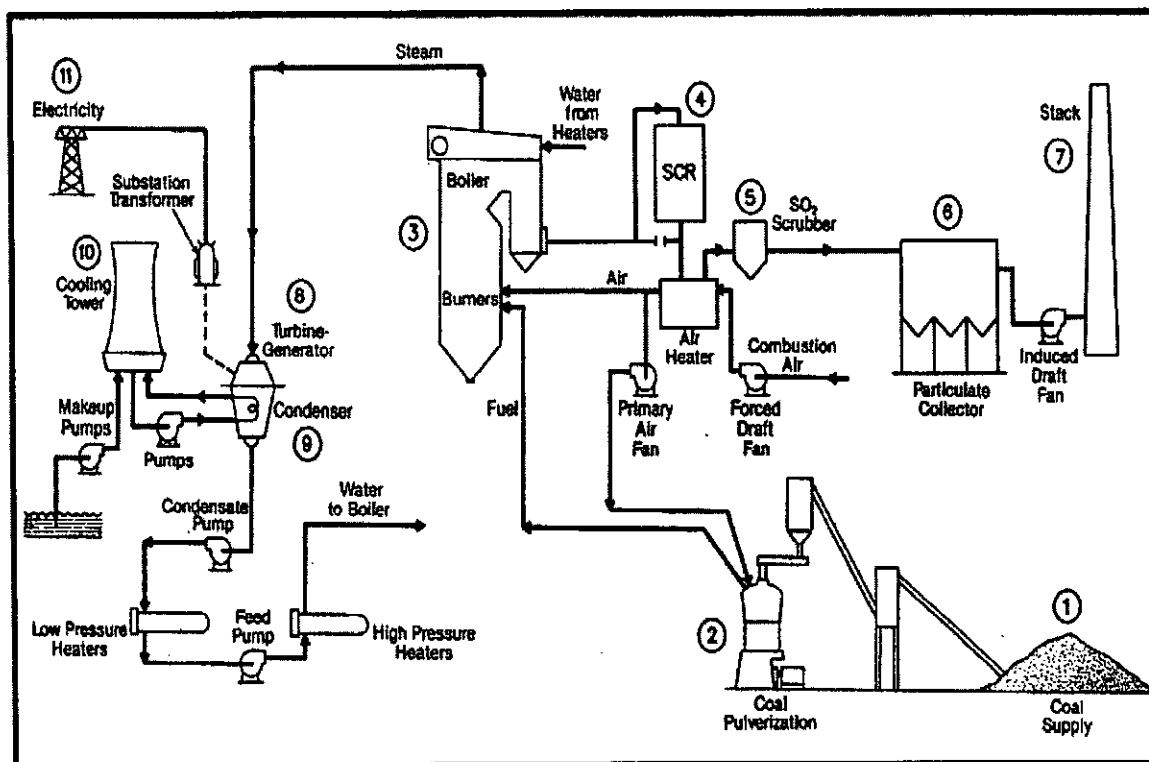 Steam
11
Electricity
Water
from
Heaters
4
Stack
7
Substation
Transformer
Boiler
SCR
5
SO₂
Scrubber
6
3
10
Cooling
Tower
8
Turbine-
Generator
Air
Burners
Air
Heater
Combustion
Air
Induced
Draft
Fan
Particulate
Collector
Makeup
Pumps
Pumps
Condenser
9
Fuel
Primary
Air
Fan
Forced
Draft
Fan
Condensate
Pump
Water
to Boiler
Low Pressure
Heaters
Feed
Pump
High Pressure
Heaters
2
1
Coal
Pulverization
Coal
Supply